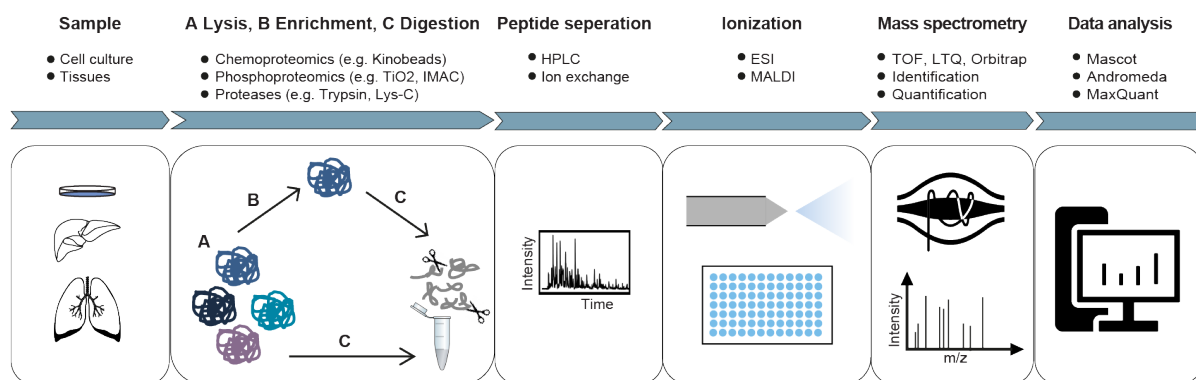 Sample
Cell culture
Tissues
A Lysis, B Enrichment, C Digestion
Chemoproteomics (e.g. Kinobeads)
Phosphoproteomics (e.g. TiO2, IMAC)
Proteases (e.g. Trypsin, Lys-C)
Peptide seperation
HPLC
Ion exchange
Ionization
ESI
MALDI
Mass spectrometry
TOF, LTQ, Orbitrap
Identification
Quantification
Data analysis
Mascot
Andromeda
MaxQuant
A
B
C
C
Intensity
Time
Intensity
m/z